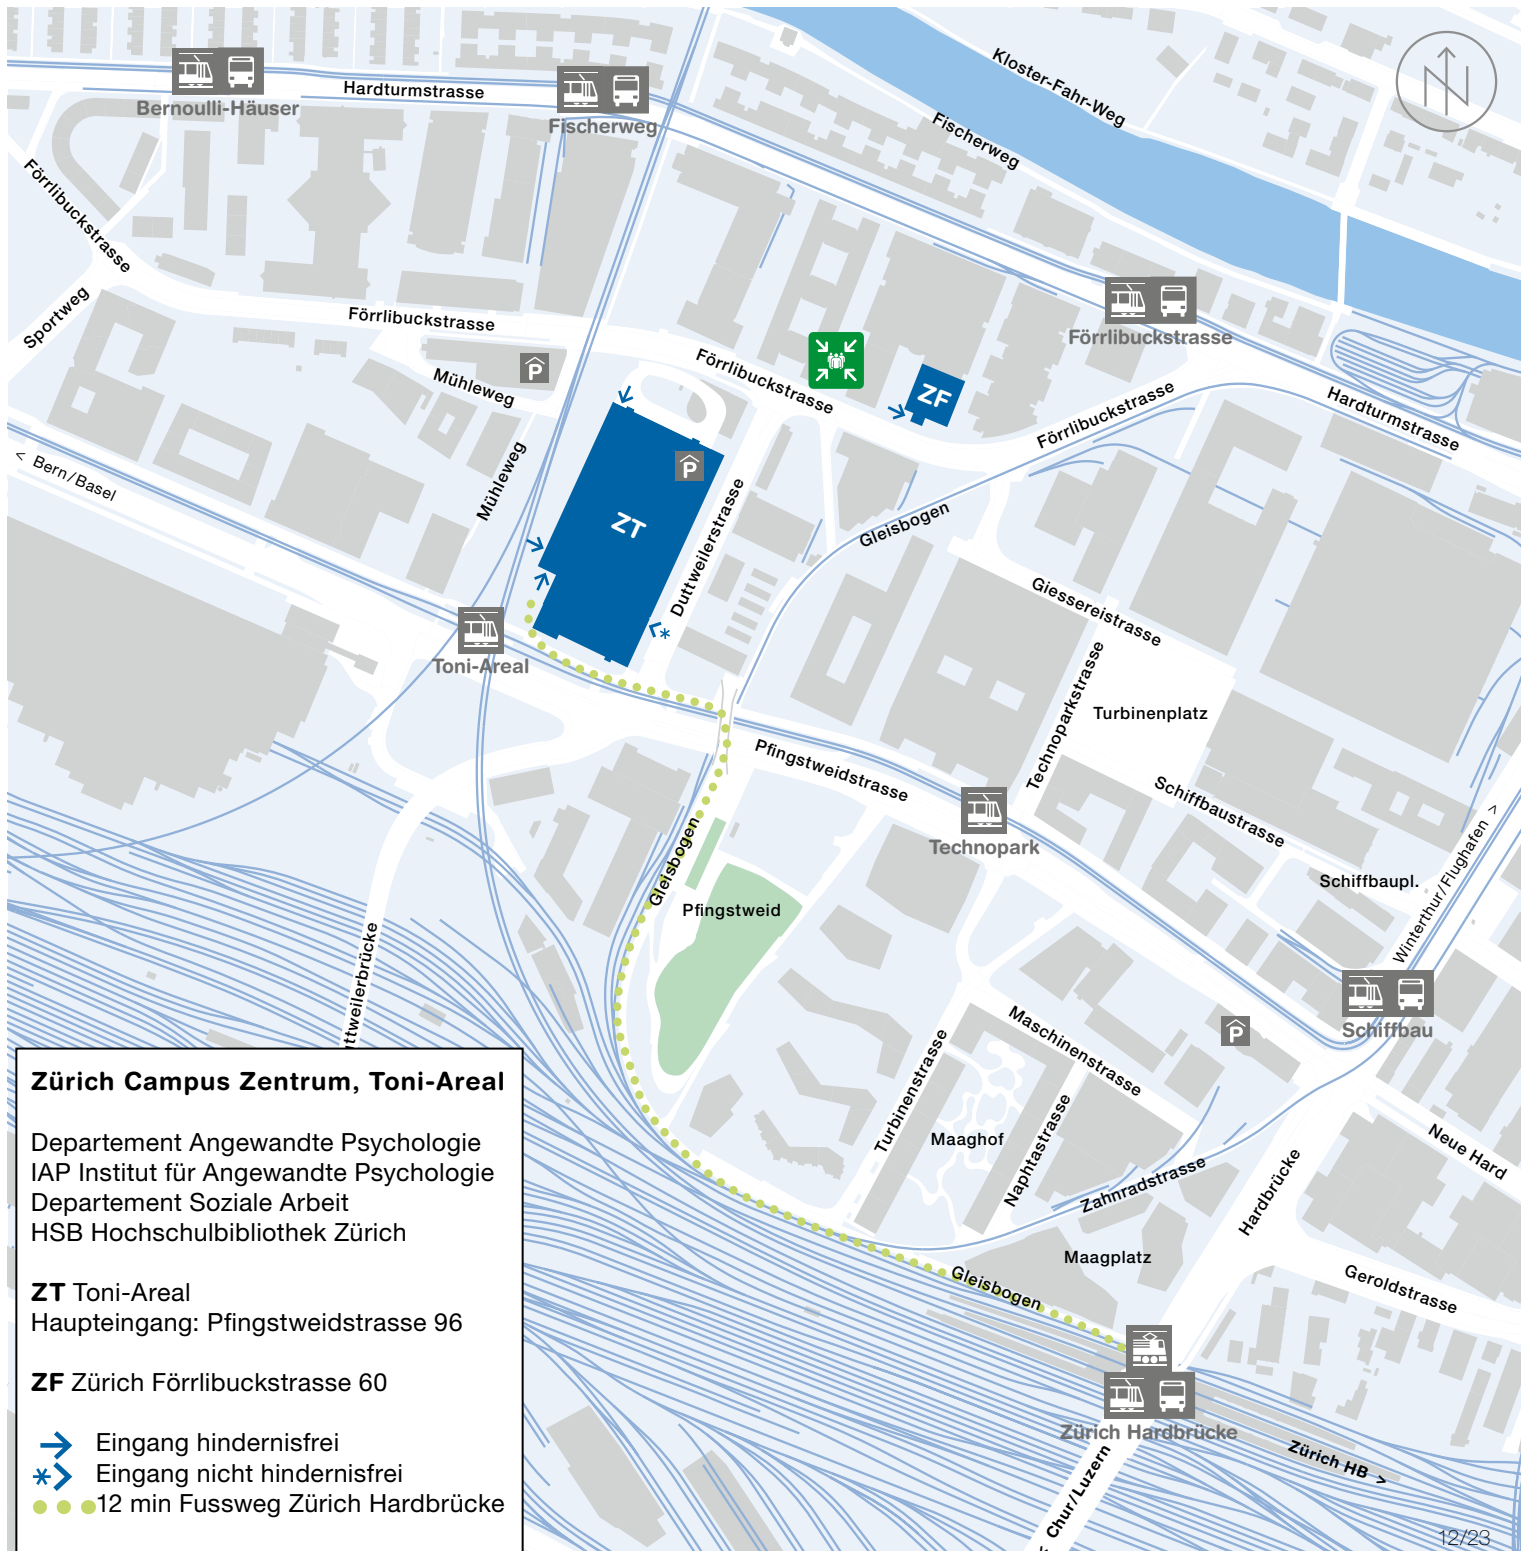 Kloster-Fahr-Weg
Hardturmstrasse
Bernoulli-Häuser
Fischerweg
Fischerweg
Förrlibuckstrasse
Sportweg
Förrlibuckstrasse
Förrlibuckstrasse
Förrlibuckstrasse
P
Mühleweg
Förrlibuckstrasse
ZF
Förrlibuckstrasse
Hardturmstrasse
< Bern/Basel
Mühleweg
P
ZT
Duttweilerstrasse
Gleisbogen
Giessereistrasse
Toni-Areal
Technoparkstrasse
Turbinenplatz
Pfingstweidstrasse
Schiffbaustrasse
Technopark
Gleisbogen
Schiffbaupl.
Winterthur/Flughafen >
Pfingstweid
ttweilerbrücke
Schiffbau
P
Maschinenstrasse
Turbinenstrasse
Maaghof
Naphtastrasse
Neue Hard
Zahnradstrasse
Hardbrücke
Maagplatz
Gleisbogen
Geroldstrasse
Zürich Hardbrücke
Zürich HB >
< Chur/Luzern
Zürich Campus Zentrum, Toni-Areal
Departement Angewandte Psychologie
IAP Institut für Angewandte Psychologie
Departement Soziale Arbeit
HSB Hochschulbibliothek Zürich
ZT Toni-Areal
Haupteingang: Pfingstweidstrasse 96
ZF Zürich Förrlibuckstrasse 60
Eingang hindernisfrei
Eingang nicht hindernisfrei
12 min Fussweg Zürich Hardbrücke
12/23